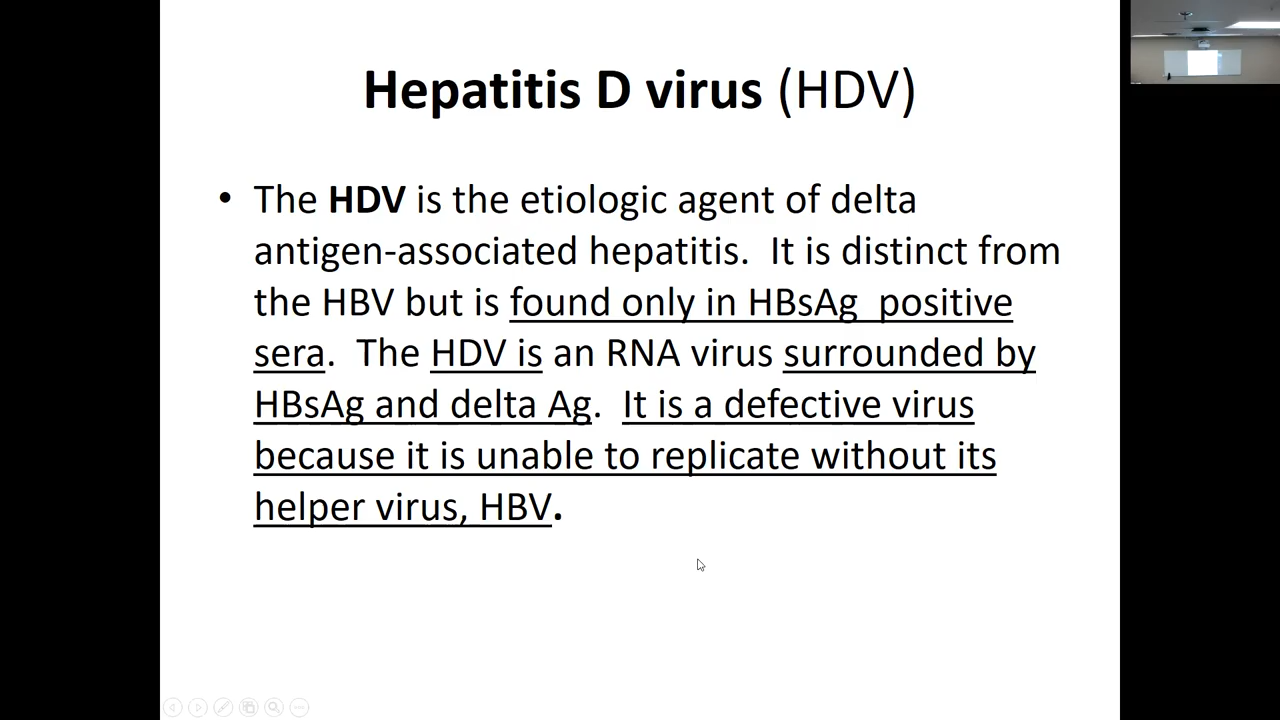 Hepatitis D virus (HDV)
• The HDV is the etiologic agent of delta
antigen-associated hepatitis.  It is distinct from
the HBV but is found only in HBsAg  positive
sera.  The HDV is an RNA virus surrounded by
HBsAg and delta Ag.  It is a defective virus
because it is unable to replicate without its
helper virus, HBV.